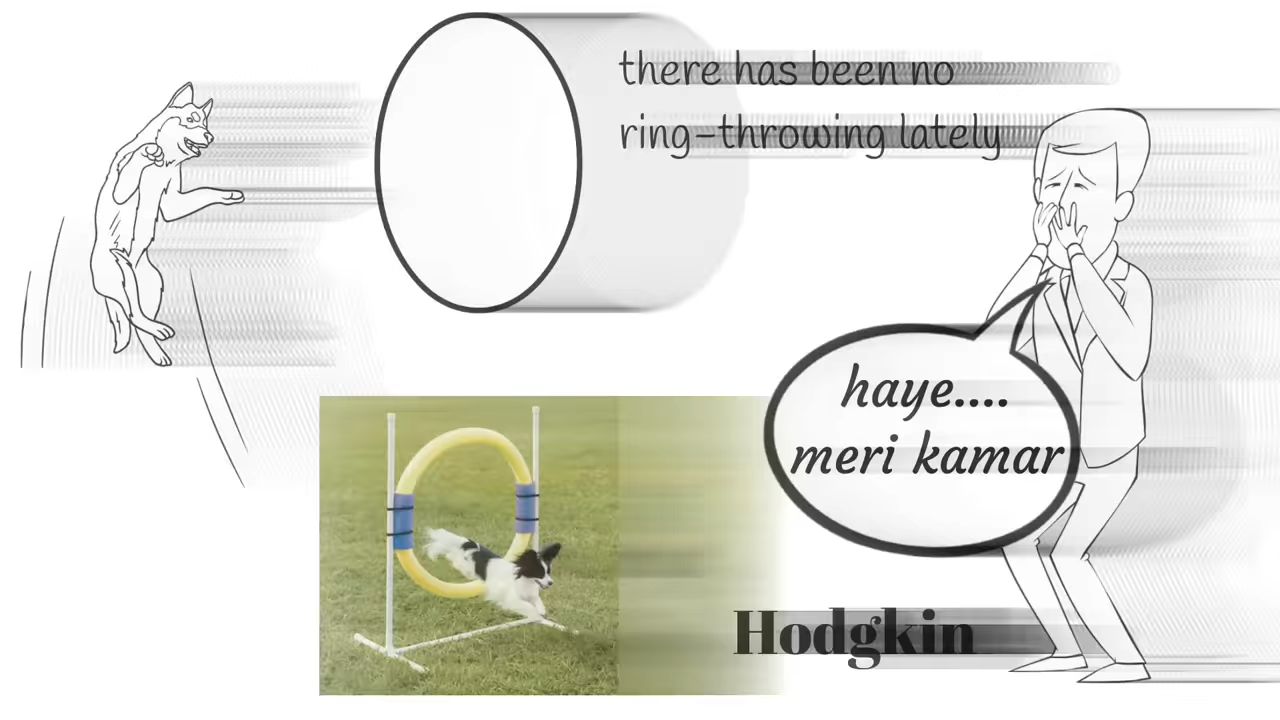 there has been no
ring-throwing lately
haye....
meri kamar
Hodgkin